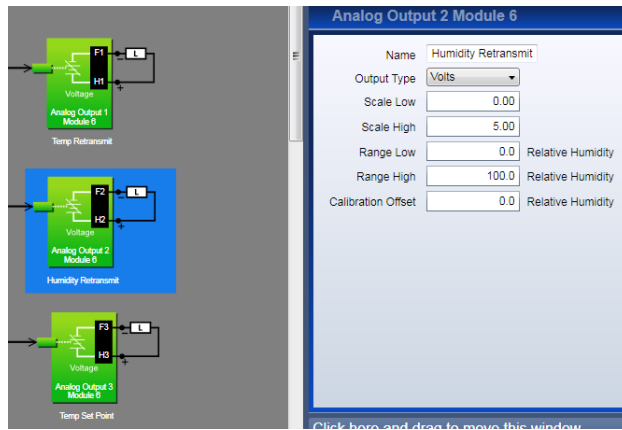 F1
L
H1
Voltage
Analog Output 1
Module 6
Temp Retransmit
F2
L
H2
Voltage
Analog Output 2
Module 6
Humidity Retransmit
F3
L
H3
Voltage
Analog Output 3
Module 6
Temp Set Point
Analog Output 2 Module 6
Name Humidity Retransmit
Output Type Volts
Scale Low 0.00
Scale High 5.00
Range Low 0.0 Relative Humidity
Range High 100.0 Relative Humidity
Calibration Offset 0.0 Relative Humidity
Click here and drag to move this window